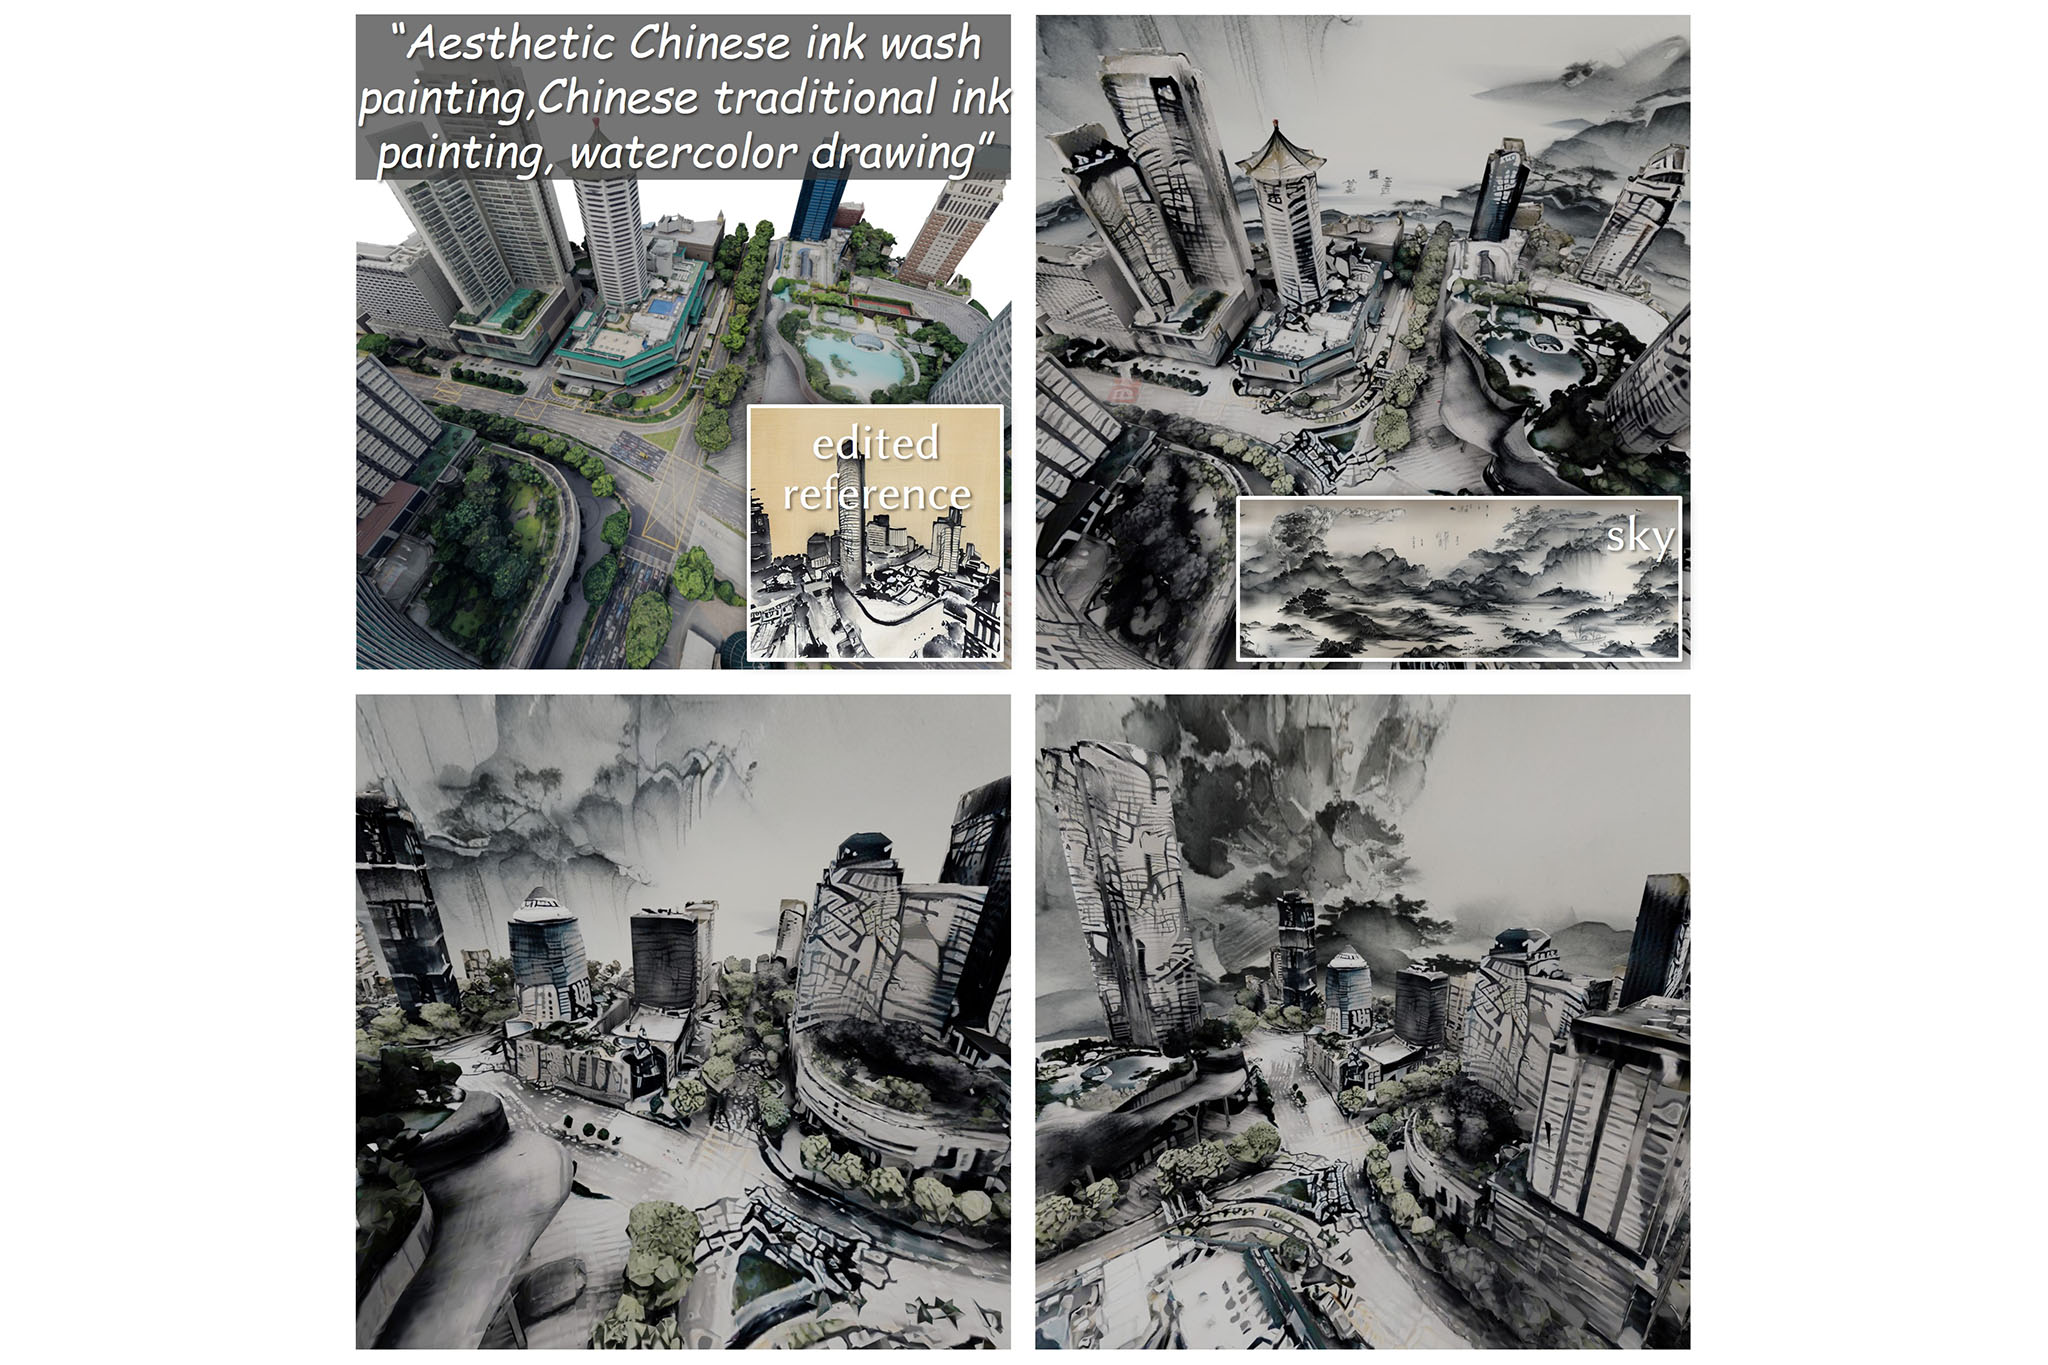 “Aesthetic Chinese ink wash
painting,Chinese traditional ink
painting, watercolor drawing”
edited
reference
sky